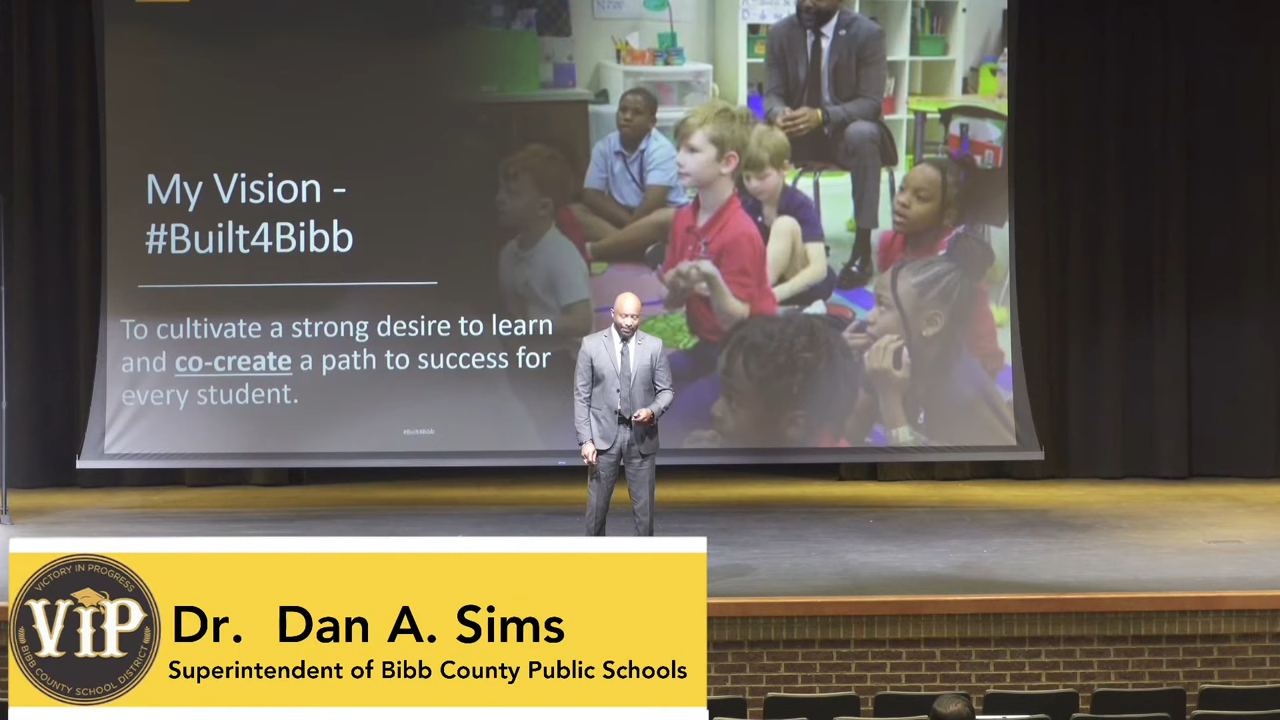 My Vision -
#Built4Bibb
To cultivate a strong desire to learn
and co-create a path to success for
every student.
#Built4Bibb
VICTORY IN PROGRESS
VIP
BIBB COUNTY SCHOOL DISTRICT
Dr. Dan A. Sims
Superintendent of Bibb County Public Schools